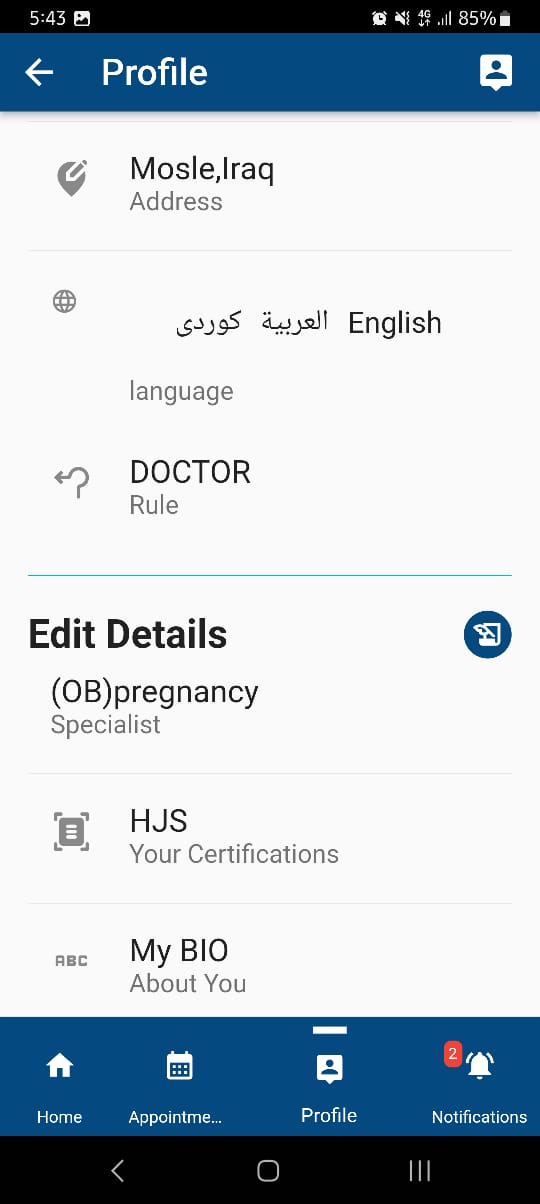 5:43 4G 85%
Profile
Mosle,Iraq
Address
English العربية كوردى
language
DOCTOR
Rule
Edit Details
(OB)pregnancy
Specialist
HJS
Your Certifications
ABC My BIO
About You
2
Home Appointme... Profile Notifications